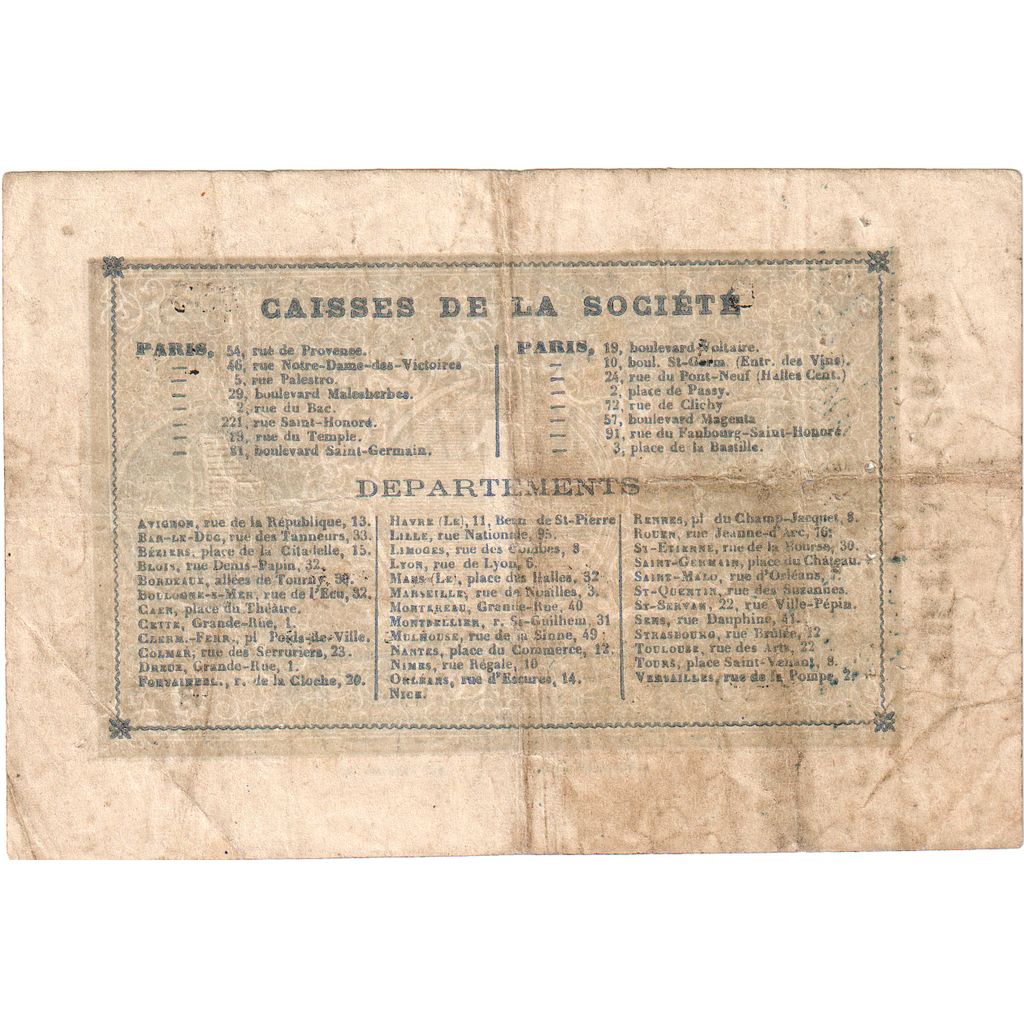 CAISSES DE LA SOCIÉTÉ
PARIS, 54, rue de Provence.
— 46, rue Notre-Dame-des-Victoires
— 5, rue Palestro.
— 29, boulevard Malesherbes.
— 2, rue du Bac.
— 221, rue Saint-Honoré.
— 19, rue du Temple.
— 81, boulevard Saint-Germain.
PARIS, 19, boulevard Voltaire.
— 10, boul. St-Germ. (Entr. des Vins).
— 24, rue du Pont-Neuf (Halles Cent.)
— 2, place de Passy.
— 72, rue de Clichy
— 57, boulevard Magenta
— 91, rue du Faubourg-Saint-Honoré.
— 3, place de la Bastille.
DEPARTEMENTS
AVIGNON, rue de la République, 13.
BAR-LE-DUC, rue des Tanneurs, 33.
BÉZIERS, place de la Citadelle, 15.
BLOIS, rue Denis-Papin, 32.
BORDEAUX, allées de Tourny, 30.
BOULOGNE-S-MER, rue de l'Ecu, 32.
CAEN, place du Théâtre.
CETTE, Grande-Rue, 1.
CLERM.-FERR., pl Poids-de-Ville.
COLMAR, rue des Serruriers, 23.
DREUX, Grande-Rue, 1.
FONTAINEBL., r. de la Cloche, 20.
HAVRE (LE), 11, Bern. de St-Pierre
LILLE, rue Nationale, 95.
LIMOGES, rue des Combes, 8
LYON, rue de Lyon, 6.
MANS (LE), place des Halles, 32
MARSEILLE, rue de Noailles, 3.
MONTEREAU, Grande-Rue, 40
MONTPELLIER, r. St-Guilhem, 31
MULHOUSE, rue de la Sinne, 49
NANTES, place du Commerce, 12.
NIMES, rue Régale, 10
ORLÉANS, rue d'Escures, 14.
NICE.
RENNES, pl du Champ-Jacquet, 8.
ROUEN, rue Jeanne-d'Arc, 76
ST-ETIENNE, rue de la Bourse, 30.
SAINT-GERMAIN, place du Château.
SAINT-MALO, rue d'Orléans, 7.
ST-QUENTIN, rue des Suzannes.
ST-SERVAN, 22, rue Ville-Pépin.
SENS, rue Dauphine, 41.
STRASBOURG, rue Brûlée, 12
TOULOUSE, rue des Arts, 22
TOURS, place Saint-Venant, 8.
VERSAILLES, rue de la Pompe, 2